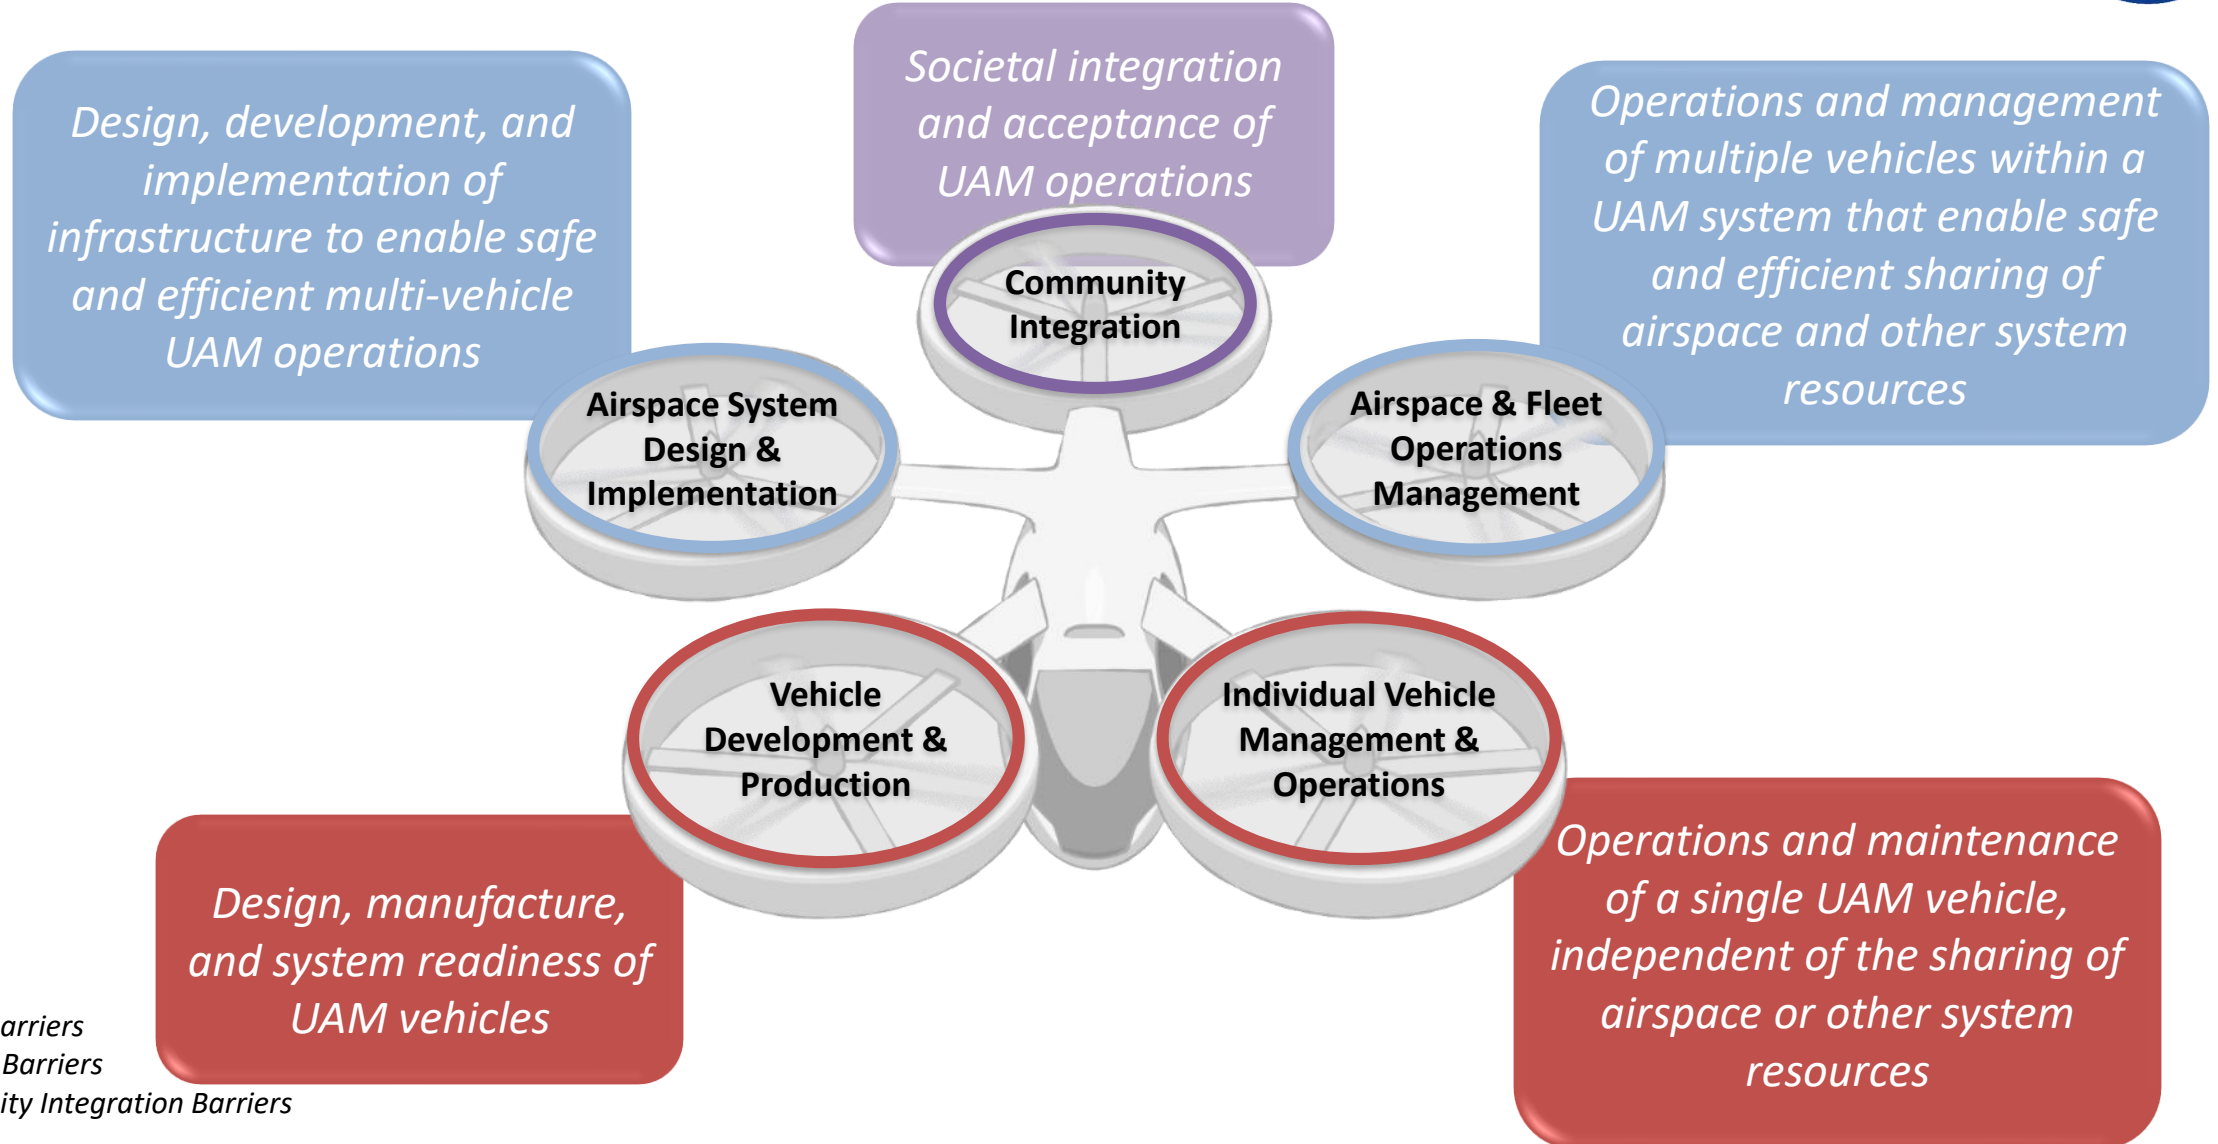 Societal integration
and acceptance of
UAM operations
Design, development, and
implementation of
infrastructure to enable safe
and efficient multi-vehicle
UAM operations
Operations and management
of multiple vehicles within a
UAM system that enable safe
and efficient sharing of
airspace and other system
resources
Community
Integration
Airspace System
Design &
Implementation
Airspace & Fleet
Operations
Management
Vehicle
Development &
Production
Individual Vehicle
Management &
Operations
Design, manufacture,
and system readiness of
UAM vehicles
Operations and maintenance
of a single UAM vehicle,
independent of the sharing of
airspace or other system
resources
arriers
Barriers
ity Integration Barriers